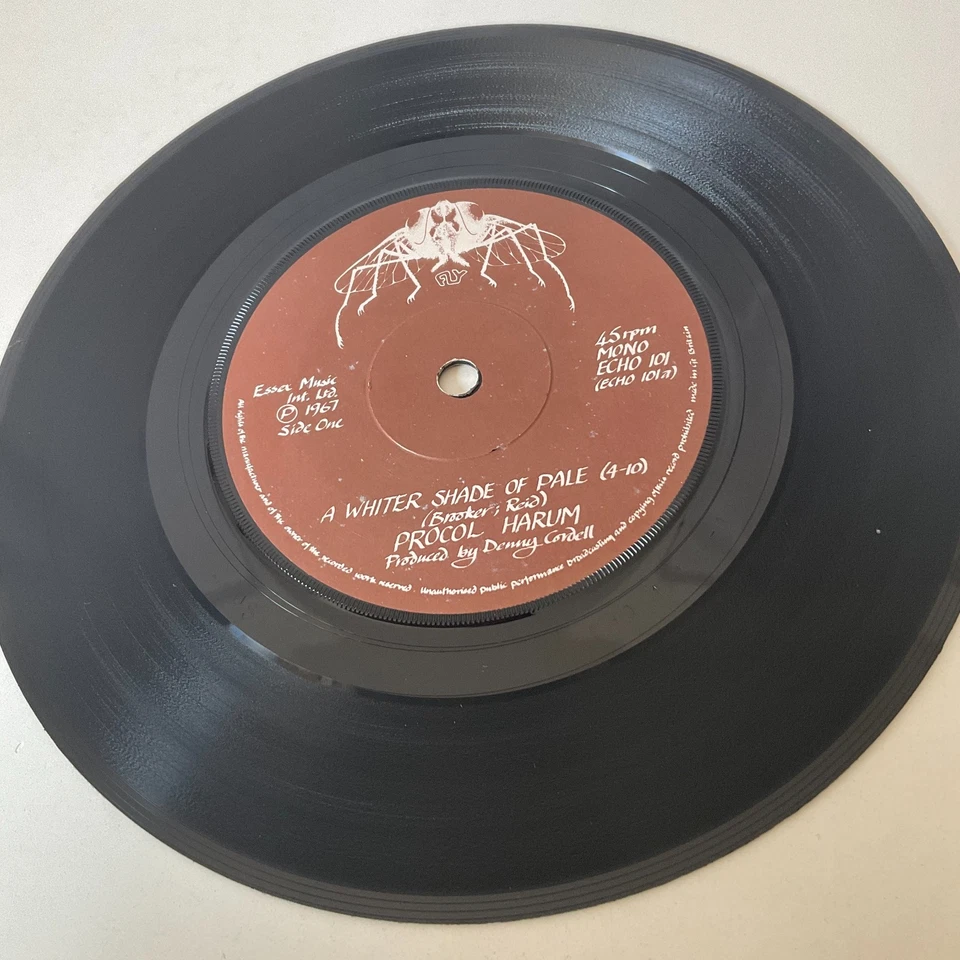 FLY
45 rpm
MONO
ECHO 101
(ECHO 101A)
Essex Music
Int. Ltd.
℗ 1967
Side One
A WHITER SHADE OF PALE (4-10)
(Brooker; Reid)
PROCOL HARUM
Produced by Denny Cordell
All rights of the manufacturer and of the owner of the recorded work reserved. Unauthorised public performance broadcasting and copying of this record prohibited made in Gt Britain